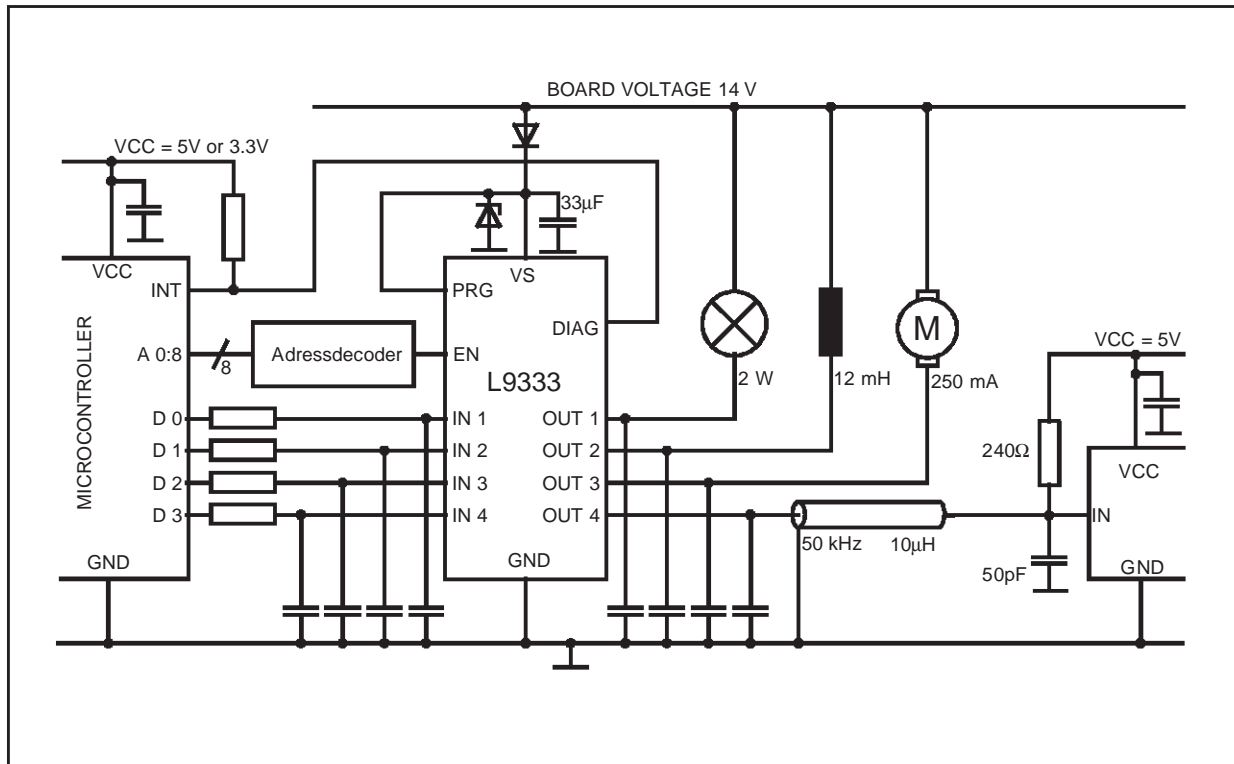 BOARD VOLTAGE 14 V
VCC = 5V or 3.3V
33µF
VCC
VS
INT
PRG
DIAG
MICROCONTROLLER
A 0:8
8
Adressdecoder
EN
L9333
M
VCC = 5V
2 W
12 mH
250 mA
D 0
IN 1
OUT 1
D 1
IN 2
OUT 2
240Ω
VCC
D 2
IN 3
OUT 3
D 3
IN 4
OUT 4
IN
50 kHz
10µH
GND
GND
50pF
GND